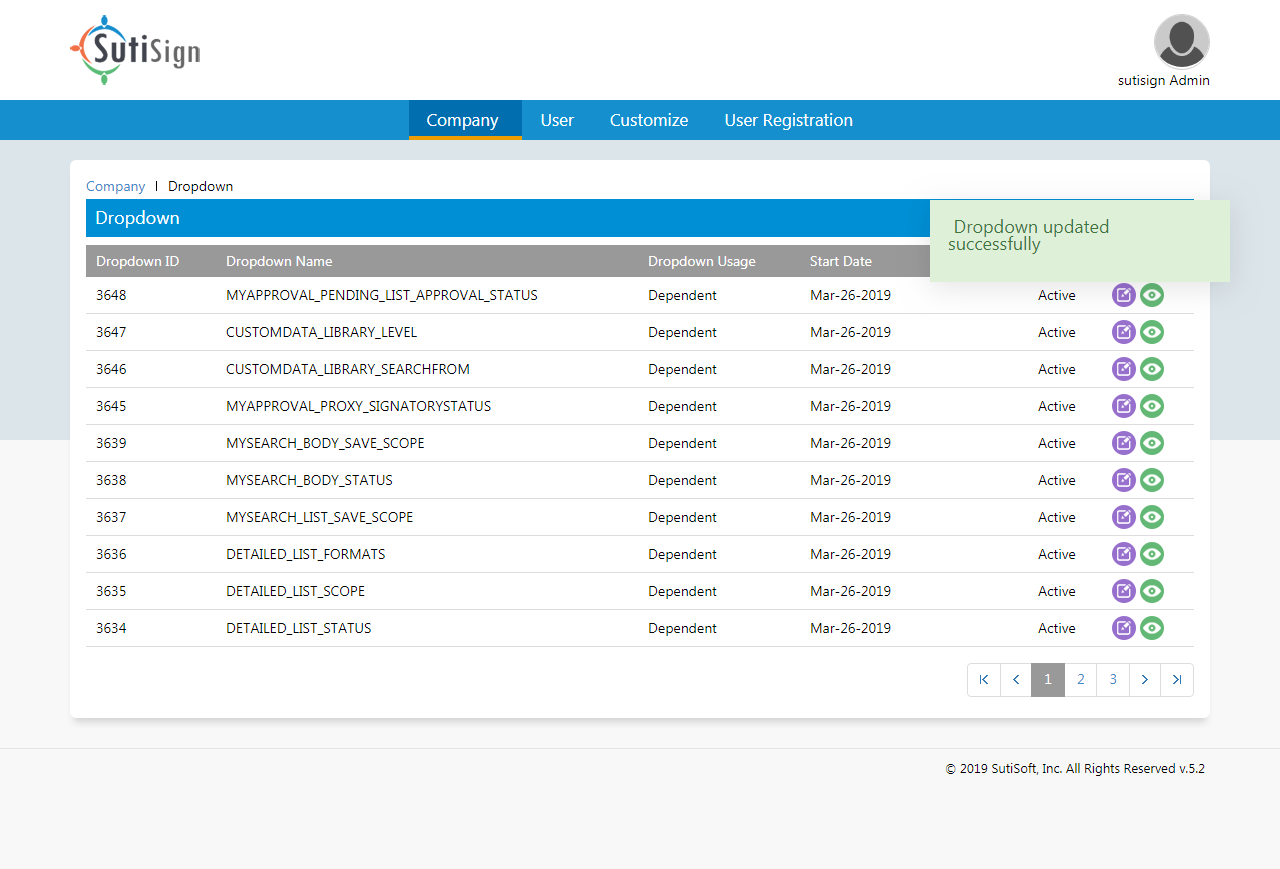 SutiSign
sutisign Admin
Company User Customize User Registration
Company I Dropdown
Dropdown
Dropdown updated
successfully
Dropdown ID Dropdown Name Dropdown Usage Start Date
3648 MYAPPROVAL_PENDING_LIST_APPROVAL_STATUS Dependent Mar-26-2019 Active
3647 CUSTOMDATA_LIBRARY_LEVEL Dependent Mar-26-2019 Active
3646 CUSTOMDATA_LIBRARY_SEARCHFROM Dependent Mar-26-2019 Active
3645 MYAPPROVAL_PROXY_SIGNATORYSTATUS Dependent Mar-26-2019 Active
3639 MYSEARCH_BODY_SAVE_SCOPE Dependent Mar-26-2019 Active
3638 MYSEARCH_BODY_STATUS Dependent Mar-26-2019 Active
3637 MYSEARCH_LIST_SAVE_SCOPE Dependent Mar-26-2019 Active
3636 DETAILED_LIST_FORMATS Dependent Mar-26-2019 Active
3635 DETAILED_LIST_SCOPE Dependent Mar-26-2019 Active
3634 DETAILED_LIST_STATUS Dependent Mar-26-2019 Active
1 2 3
© 2019 SutiSoft, Inc. All Rights Reserved v.5.2